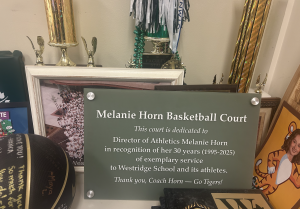 Melanie Horn Basketball Court
This court is dedicated to
Director of Athletics Melanie Horn
in recognition of her 30 years (1995-2025)
of exemplary service
to Westridge School and its athletes.
Thank you, Coach Horn — Go Tigers!